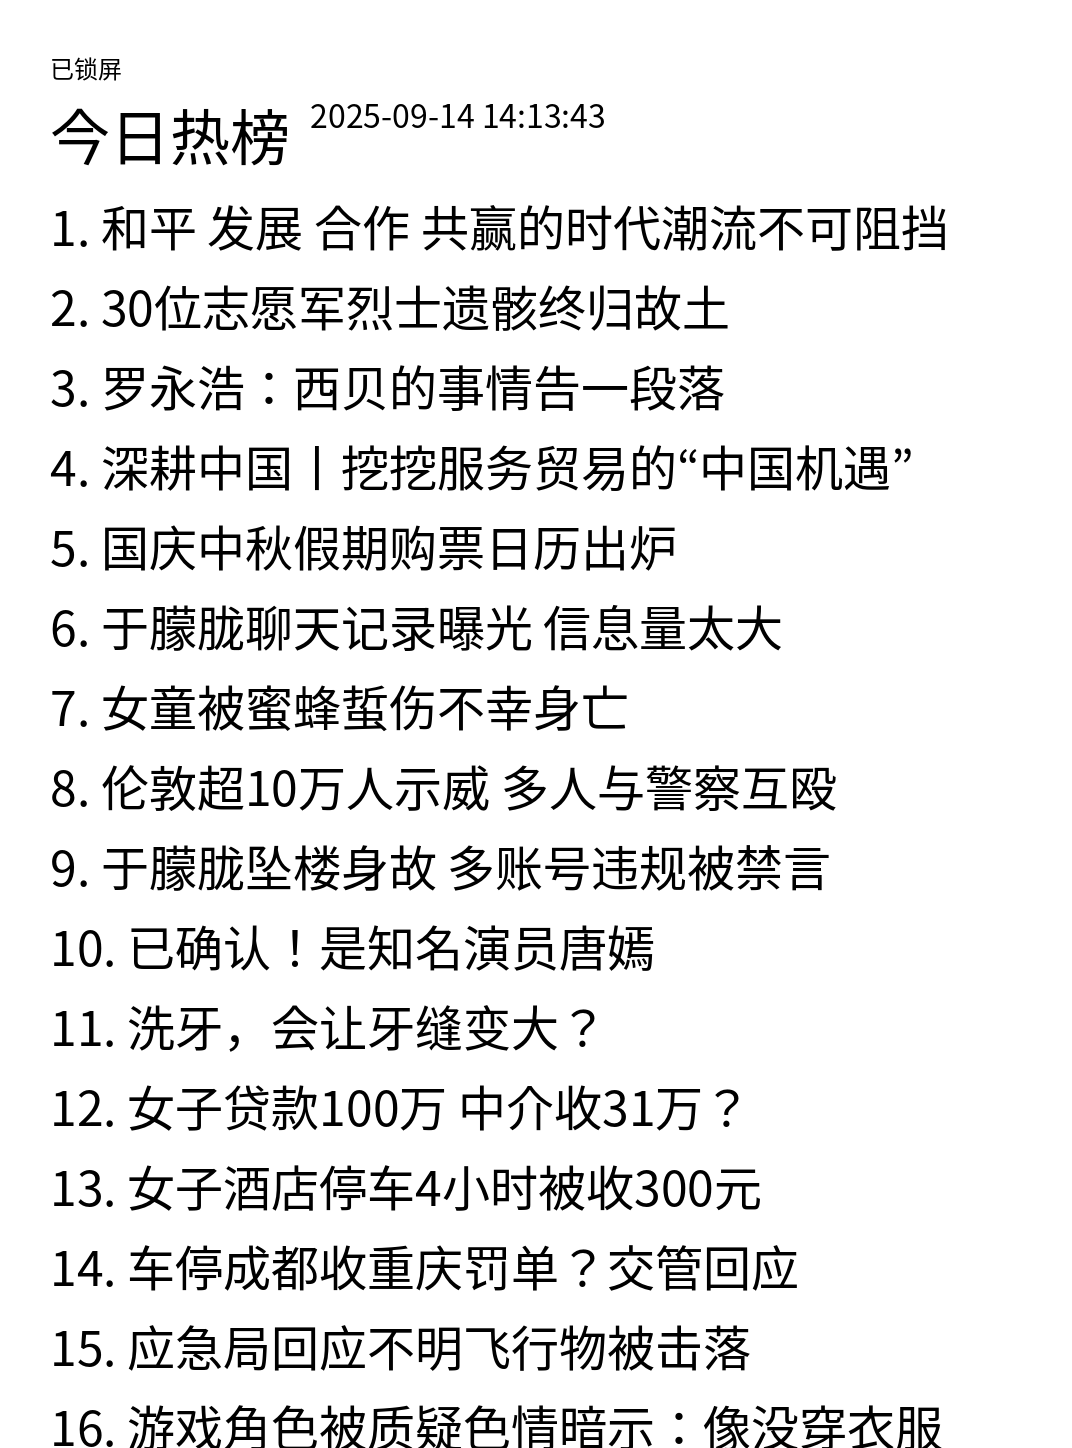 已锁屏
今日热榜 2025-09-14 14:13:43
1. 和平 发展 合作 共赢的时代潮流不可阻挡
2. 30位志愿军烈士遗骸终归故土
3. 罗永浩：西贝的事情告一段落
4. 深耕中国丨挖挖服务贸易的“中国机遇”
5. 国庆中秋假期购票日历出炉
6. 于朦胧聊天记录曝光 信息量太大
7. 女童被蜜蜂蜇伤不幸身亡
8. 伦敦超10万人示威 多人与警察互殴
9. 于朦胧坠楼身故 多账号违规被禁言
10. 已确认！是知名演员唐嫣
11. 洗牙，会让牙缝变大？
12. 女子贷款100万 中介收31万？
13. 女子酒店停车4小时被收300元
14. 车停成都收重庆罚单？交管回应
15. 应急局回应不明飞行物被击落
16. 游戏角色被质疑色情暗示：像没穿衣服